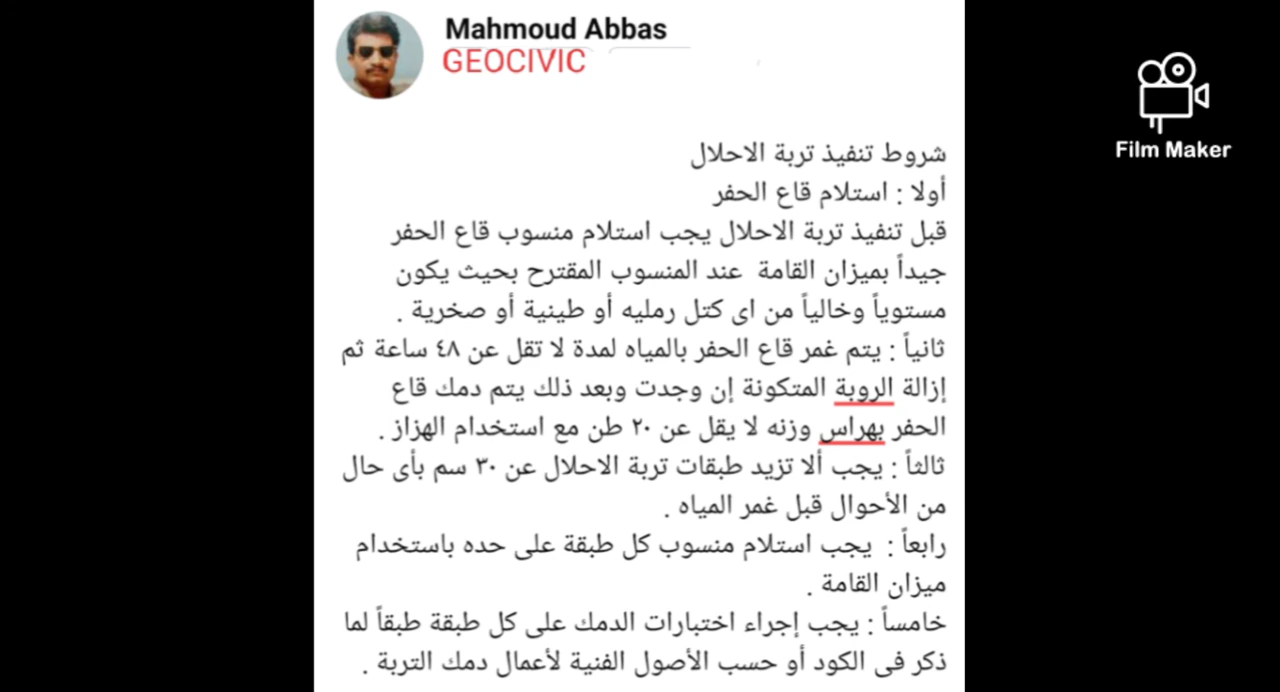 Mahmoud Abbas
GEOCIVIC
Film Maker
شروط تنفيذ تربة الاحلال
أولا : استلام قاع الحفر
قبل تنفيذ تربة الاحلال يجب استلام منسوب قاع الحفر
جيداً بميزان القامة عند المنسوب المقترح بحيث يكون
مستوياً وخالياً من اى كتل رمليه أو طينية أو صخرية .
ثانياً : يتم غمر قاع الحفر بالمياه لمدة لا تقل عن ٤٨ ساعة ثم
إزالة الروبة المتكونة إن وجدت وبعد ذلك يتم دمك قاع
الحفر بهراس وزنه لا يقل عن ٢٠ طن مع استخدام الهزاز .
ثالثاً : يجب ألا تزيد طبقات تربة الاحلال عن ٣٠ سم بأى حال
من الأحوال قبل غمر المياه .
رابعاً : يجب استلام منسوب كل طبقة على حده باستخدام
ميزان القامة .
خامساً : يجب إجراء اختبارات الدمك على كل طبقة طبقاً لما
ذكر فى الكود أو حسب الأصول الفنية لأعمال دمك التربة .